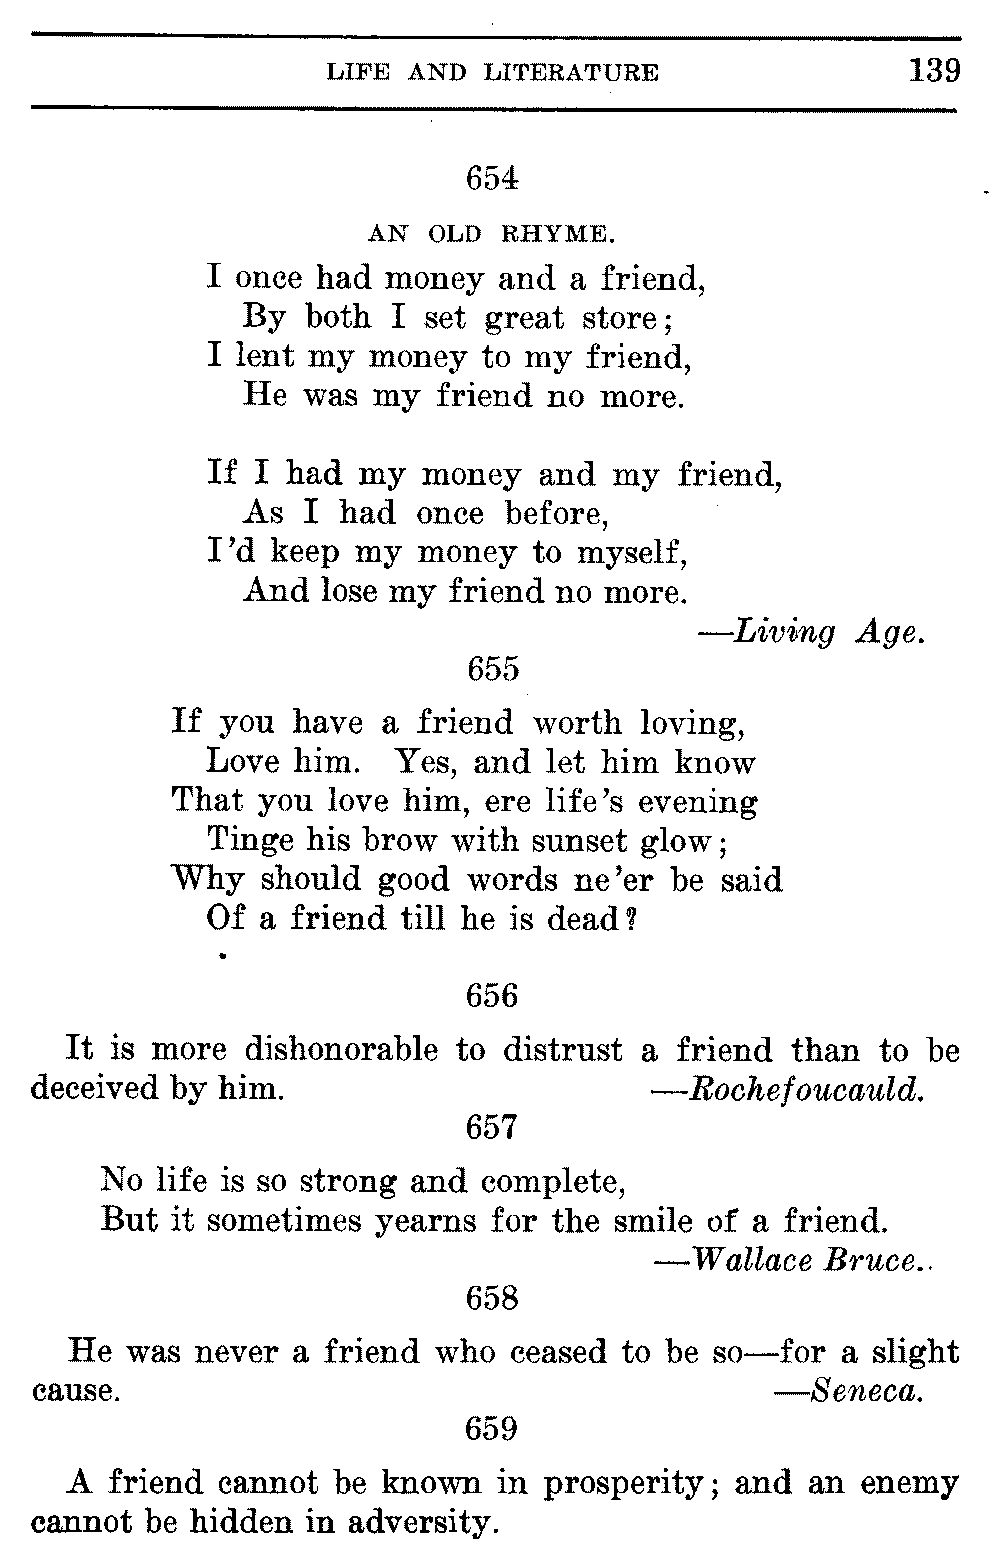 LIFE AND LITERATURE 139
654
AN OLD RHYME.
I once had money and a friend,
By both I set great store;
I lent my money to my friend,
He was my friend no more.
If I had my money and my friend,
As I had once before,
I'd keep my money to myself,
And lose my friend no more.
—Living Age.
655
If you have a friend worth loving,
Love him. Yes, and let him know
That you love him, ere life's evening
Tinge his brow with sunset glow;
Why should good words ne'er be said
Of a friend till he is dead?
656
It is more dishonorable to distrust a friend than to be
deceived by him. —Rochefoucauld.
657
No life is so strong and complete,
But it sometimes yearns for the smile of a friend.
—Wallace Bruce..
658
He was never a friend who ceased to be so—for a slight
cause. —Seneca.
659
A friend cannot be known in prosperity; and an enemy
cannot be hidden in adversity.